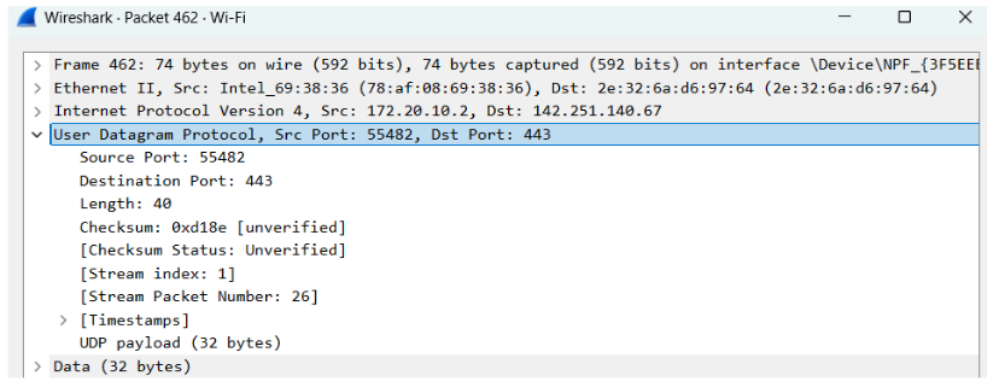 Wireshark · Packet 462 · Wi-Fi
Frame 462: 74 bytes on wire (592 bits), 74 bytes captured (592 bits) on interface \Device\NPF_{3F5EEE
Ethernet II, Src: Intel_69:38:36 (78:af:08:69:38:36), Dst: 2e:32:6a:d6:97:64 (2e:32:6a:d6:97:64)
Internet Protocol Version 4, Src: 172.20.10.2, Dst: 142.251.140.67
User Datagram Protocol, Src Port: 55482, Dst Port: 443
Source Port: 55482
Destination Port: 443
Length: 40
Checksum: 0xd18e [unverified]
[Checksum Status: Unverified]
[Stream index: 1]
[Stream Packet Number: 26]
[Timestamps]
UDP payload (32 bytes)
Data (32 bytes)